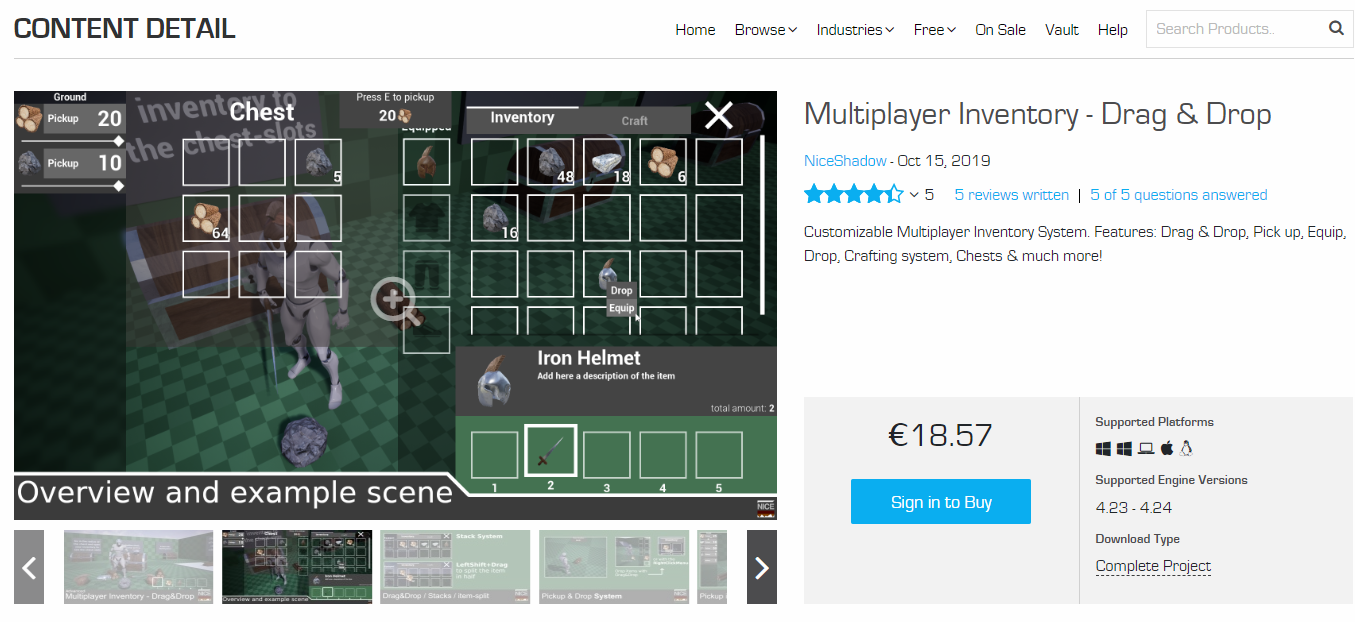 CONTENT DETAIL
Home Browse Industries Free On Sale Vault Help Search Products..
Ground
Pickup 20
Pickup 10
inventory to
the chest-slots
Chest
5
64
Press E to pickup
20
Equipped
Inventory Craft
48 18 6
16
Drop
Equip
Iron Helmet
Add here a description of the item
total amount: 2
1 2 3 4 5
Overview and example scene
NICE
Multiplayer Inventory - Drag&Drop
Chest
Iron Helmet
Overview and example scene
Stack System
LeftShift + Drag
to split the item
in half
Drag&Drop / Stacks / item-split
Pickup & Drop System
Pickup
Multiplayer Inventory - Drag & Drop
NiceShadow - Oct 15, 2019
5 5 reviews written | 5 of 5 questions answered
Customizable Multiplayer Inventory System. Features: Drag & Drop, Pick up, Equip,
Drop, Crafting system, Chests & much more!
€18.57
Sign in to Buy
Supported Platforms
Supported Engine Versions
4.23 - 4.24
Download Type
Complete Project